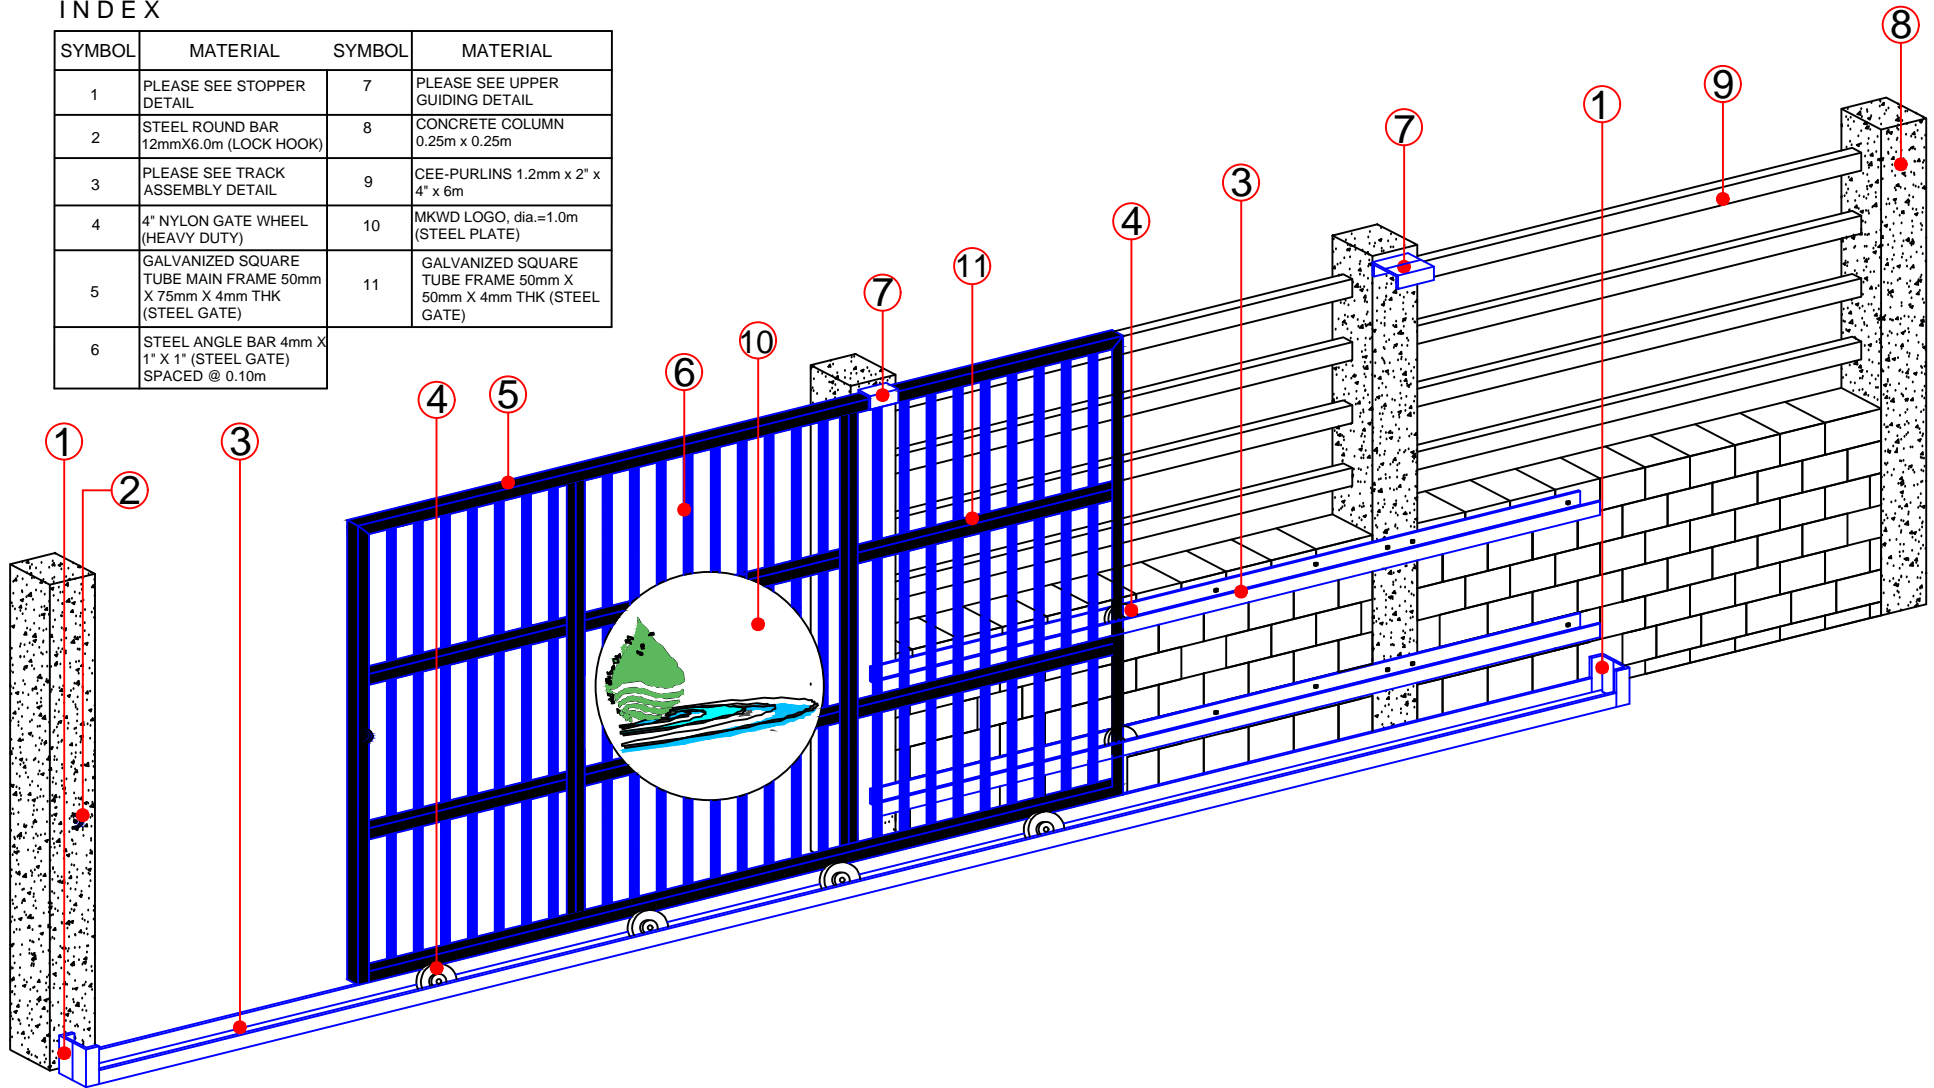 INDEX
SYMBOL MATERIAL SYMBOL MATERIAL
1 PLEASE SEE STOPPER
DETAIL
7 PLEASE SEE UPPER
GUIDING DETAIL
2 STEEL ROUND BAR
12mmX6.0m (LOCK HOOK)
8 CONCRETE COLUMN
0.25m x 0.25m
3 PLEASE SEE TRACK
ASSEMBLY DETAIL
9 CEE-PURLINS 1.2mm x 2" x
4" x 6m
4 4" NYLON GATE WHEEL
(HEAVY DUTY)
10 MKWD LOGO, dia.=1.0m
(STEEL PLATE)
5 GALVANIZED SQUARE
TUBE MAIN FRAME 50mm
X 75mm X 4mm THK
(STEEL GATE)
11 GALVANIZED SQUARE
TUBE FRAME 50mm X
50mm X 4mm THK (STEEL
GATE)
6 STEEL ANGLE BAR 4mm X
1" X 1" (STEEL GATE)
SPACED @ 0.10m
8
9
1
7
3
4
11
7
10
6
5
4
3
1
2